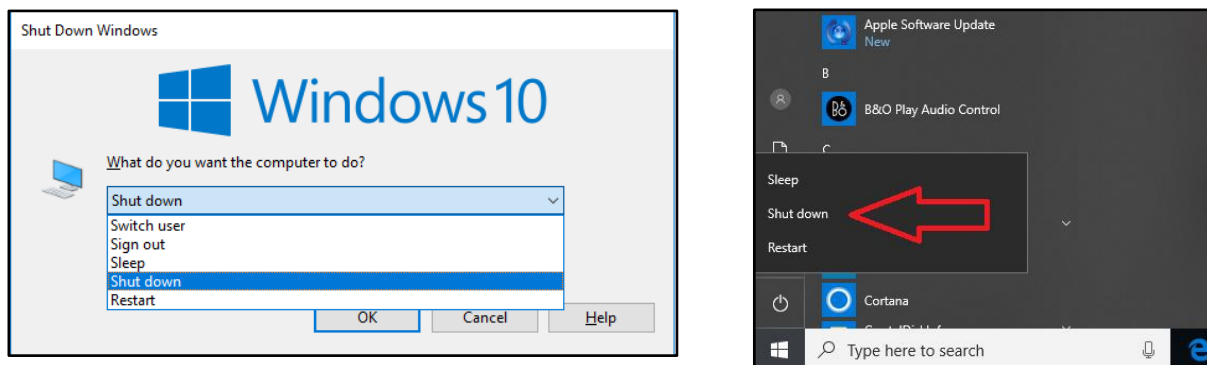 Shut Down Windows
Windows 10
What do you want the computer to do?
Shut down
Switch user
Sign out
Sleep
Shut down
Restart
OK Cancel Help
Apple Software Update
New
B
B&O Play Audio Control
C
Sleep
Shut down
Restart
Cortana
Type here to search